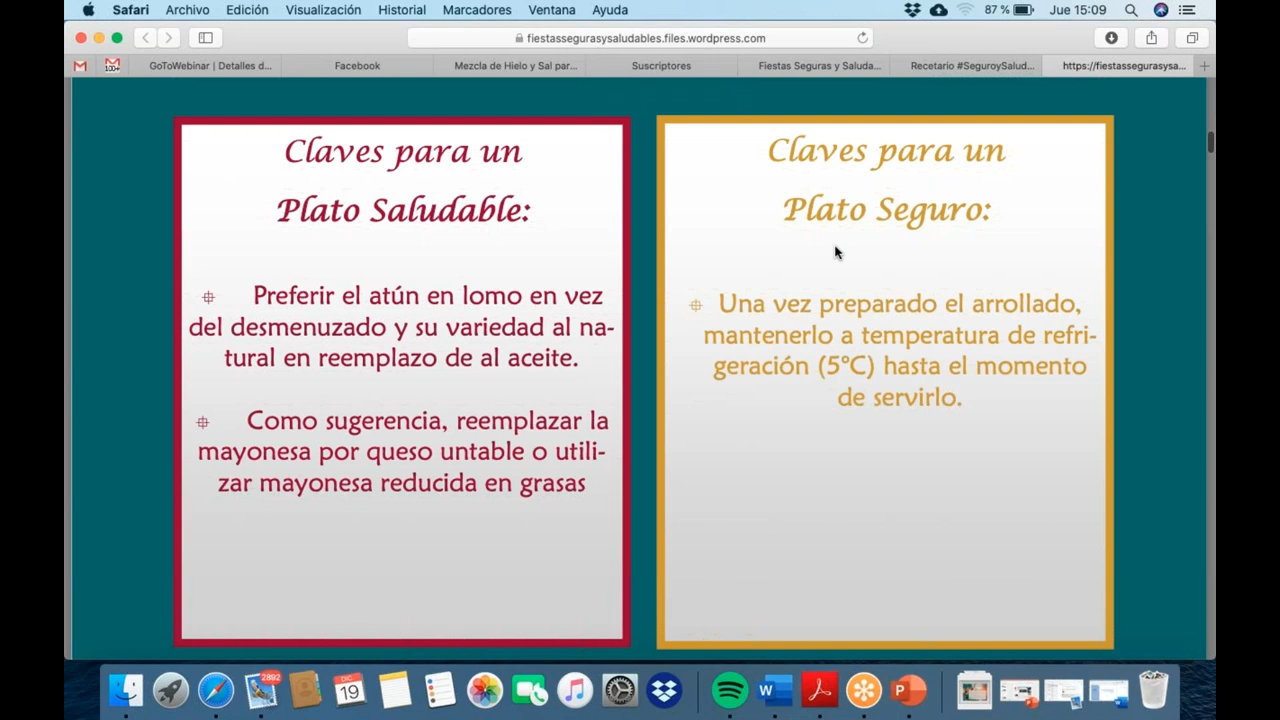 Safari Archivo Edición Visualización Historial Marcadores Ventana Ayuda 87 % Jue 15:09
fiestassegurasysaludables.files.wordpress.com
100+ GoToWebinar | Detalles d... Facebook Mezcla de Hielo y Sal par... Suscriptores Fiestas Seguras y Saluda... Recetario #SeguroySalud... https://fiestassegurasysa...
Claves para un
Plato Saludable:
Preferir el atún en lomo en vez
del desmenuzado y su variedad al na-
tural en reemplazo de al aceite.
Como sugerencia, reemplazar la
mayonesa por queso untable o utili-
zar mayonesa reducida en grasas
Claves para un
Plato Seguro:
Una vez preparado el arrollado,
mantenerlo a temperatura de refri-
geración (5°C) hasta el momento
de servirlo.
2892
DIC
19
W
P